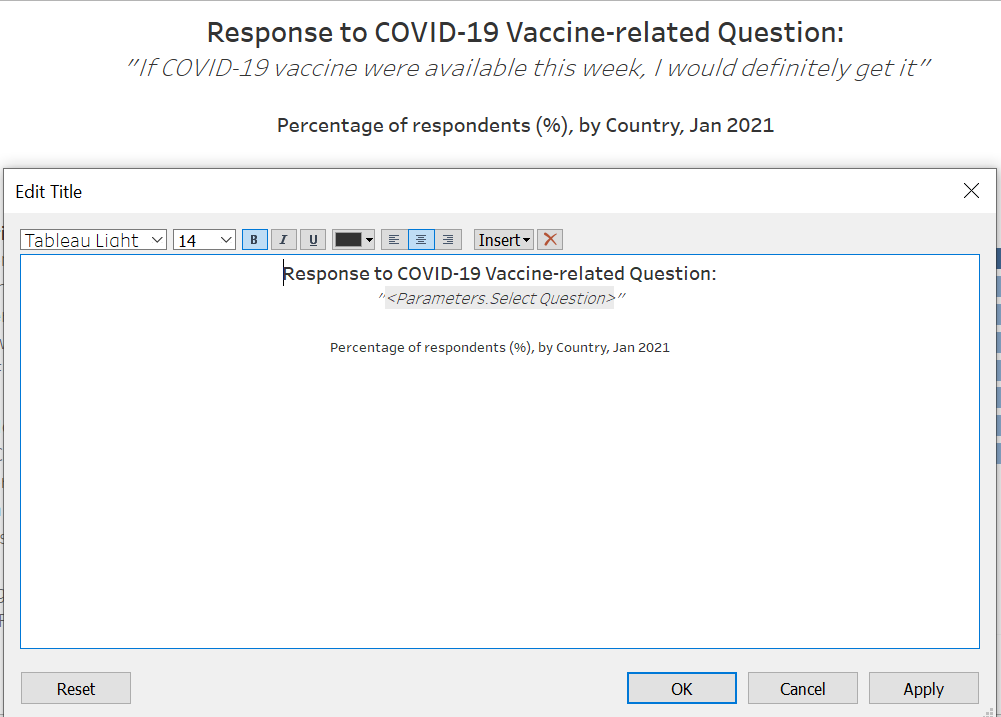 Response to COVID-19 Vaccine-related Question:
"If COVID-19 vaccine were available this week, I would definitely get it"
Percentage of respondents (%), by Country, Jan 2021
Edit Title
Tableau Light 14 B I U Insert
Response to COVID-19 Vaccine-related Question:
"<Parameters.Select Question>"
Percentage of respondents (%), by Country, Jan 2021
Reset OK Cancel Apply